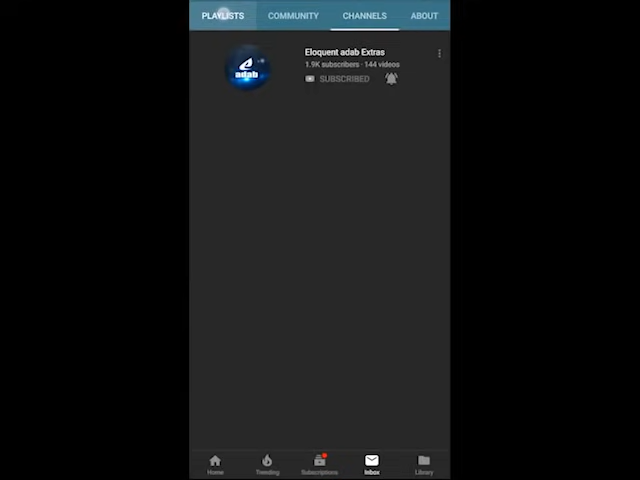 PLAYLISTS COMMUNITY CHANNELS ABOUT
adab
Eloquent adab Extras
1.9K subscribers · 144 videos
SUBSCRIBED
Home Trending Subscriptions Inbox Library